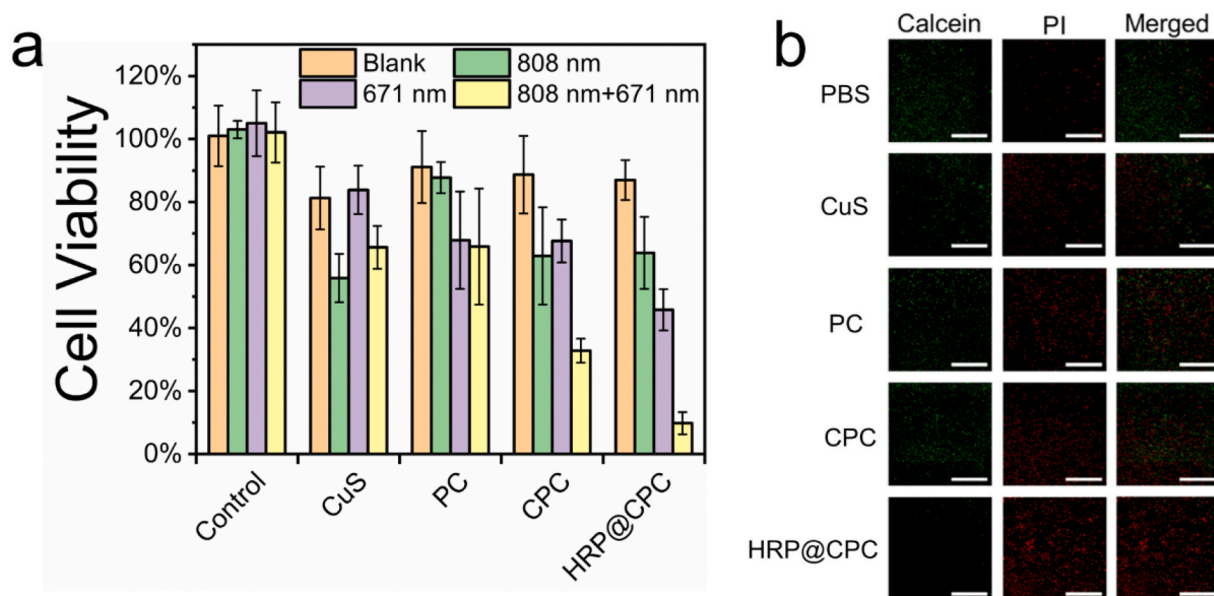 a
Cell Viability
120%
100%
80%
60%
40%
20%
0%
Blank
808 nm
671 nm
808 nm+671 nm
Control
CuS
PC
CPC
HRP@CPC
b
Calcein
PI
Merged
PBS
CuS
PC
CPC
HRP@CPC